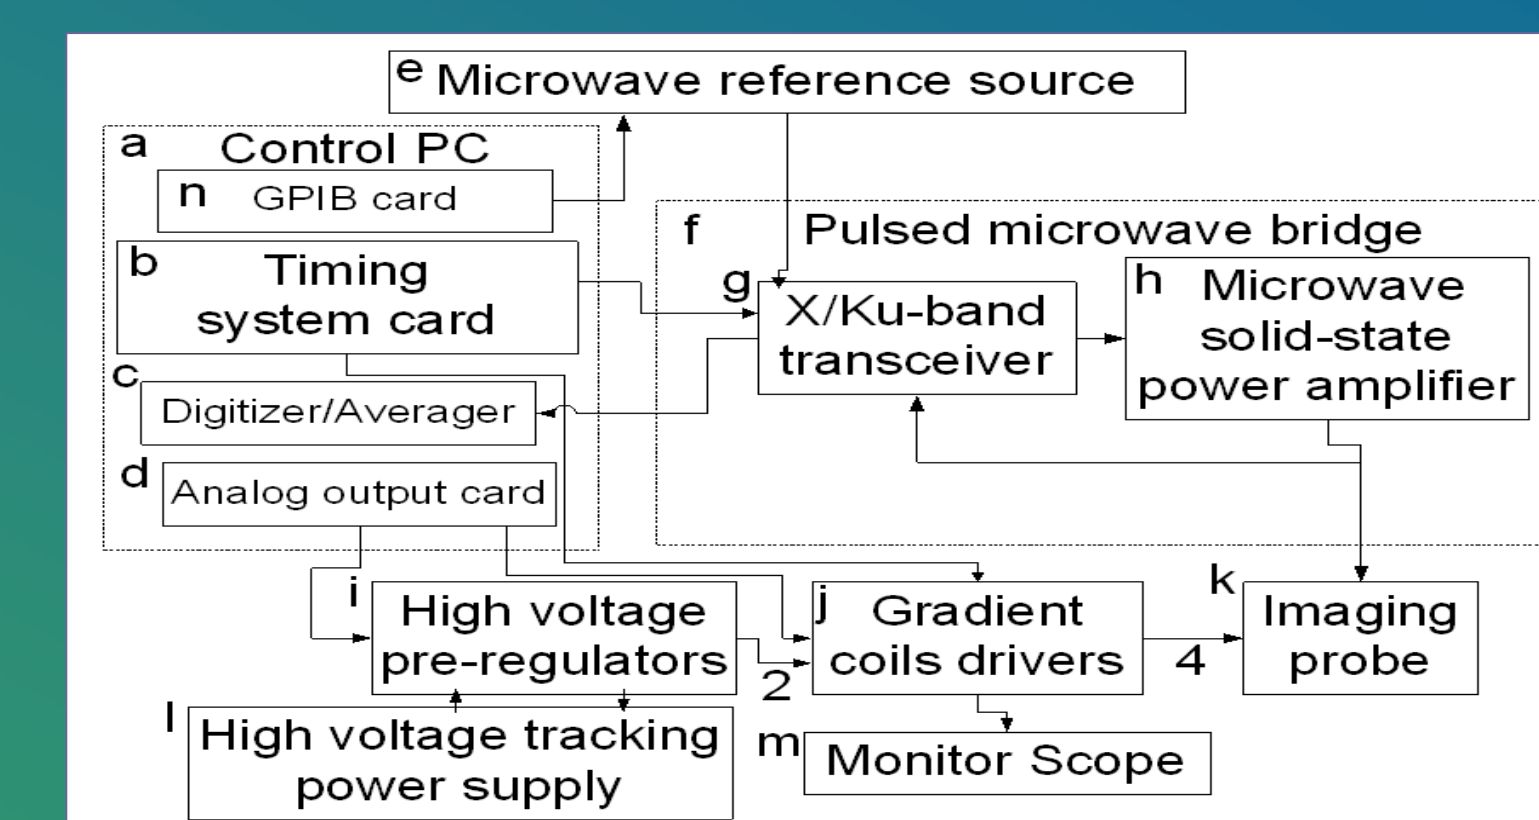 e Microwave reference source
a Control PC
n GPIB card
f Pulsed microwave bridge
b Timing
system card
g X/Ku-band
transceiver
h Microwave
solid-state
power amplifier
c Digitizer/Averager
d Analog output card
i High voltage
pre-regulators
2
j Gradient
coils drivers
4
k Imaging
probe
l High voltage tracking
power supply
m Monitor Scope